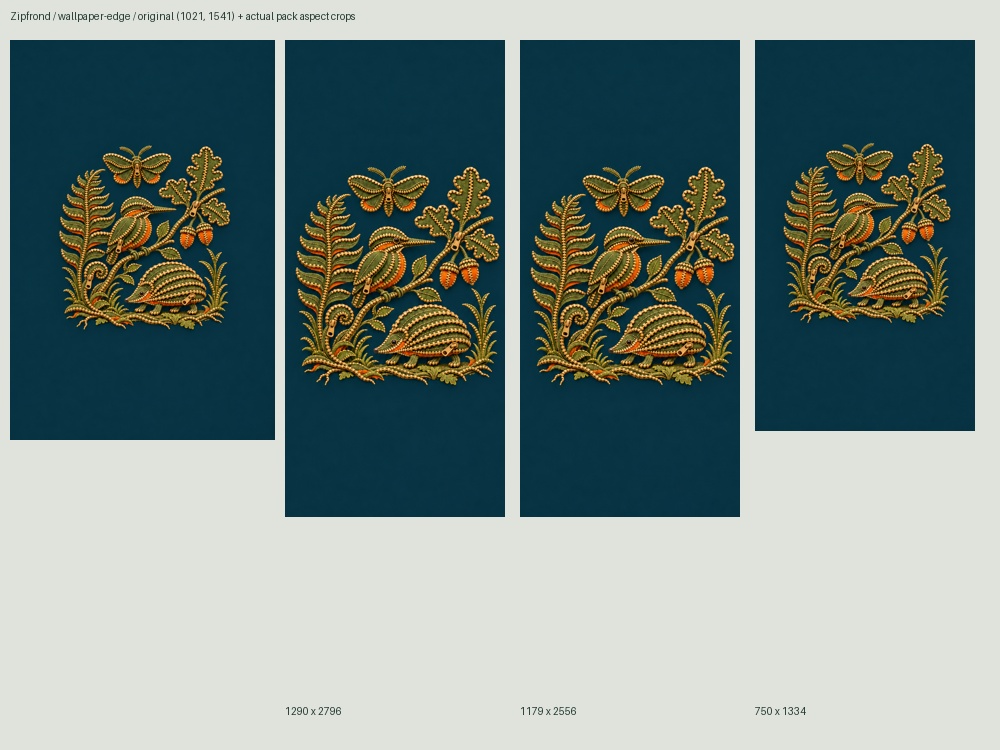 Zipfrond / wallpaper-edge / original (1021, 1541) + actual pack aspect crops
1290 x 2796
1179 x 2556
750 x 1334